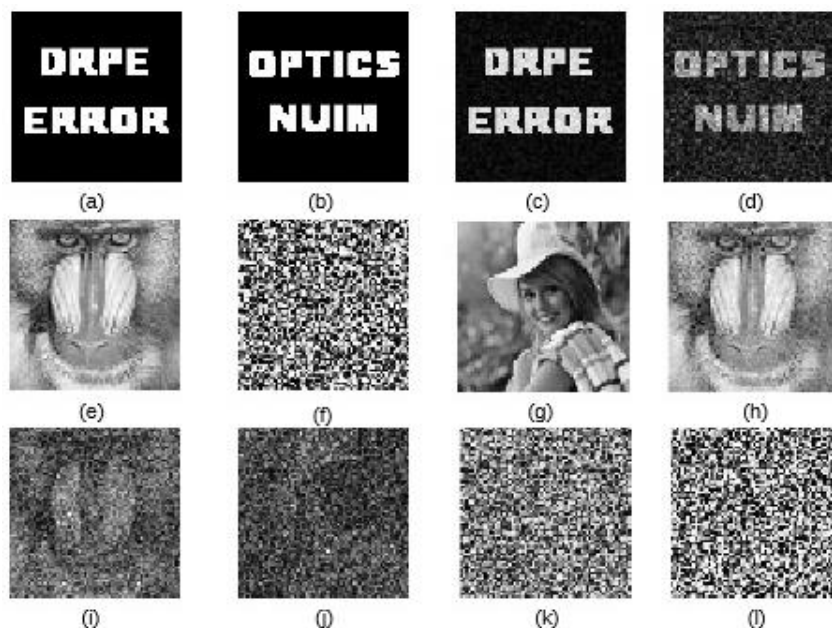 DRPE
ERROR
OPTICS
NUIM
DRPE
ERROR
OPTICS
NUIM
(a)
(b)
(c)
(d)
(e)
(f)
(g)
(h)
(i)
(j)
(k)
(l)